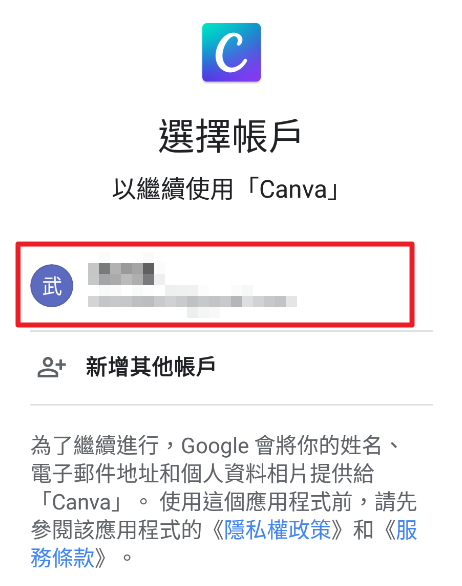 C
選擇帳戶
以繼續使用「Canva」
武
新增其他帳戶
為了繼續進行，Google 會將你的姓名、
電子郵件地址和個人資料相片提供給
「Canva」。 使用這個應用程式前，請先
參閱該應用程式的《隱私權政策》和《服
務條款》。